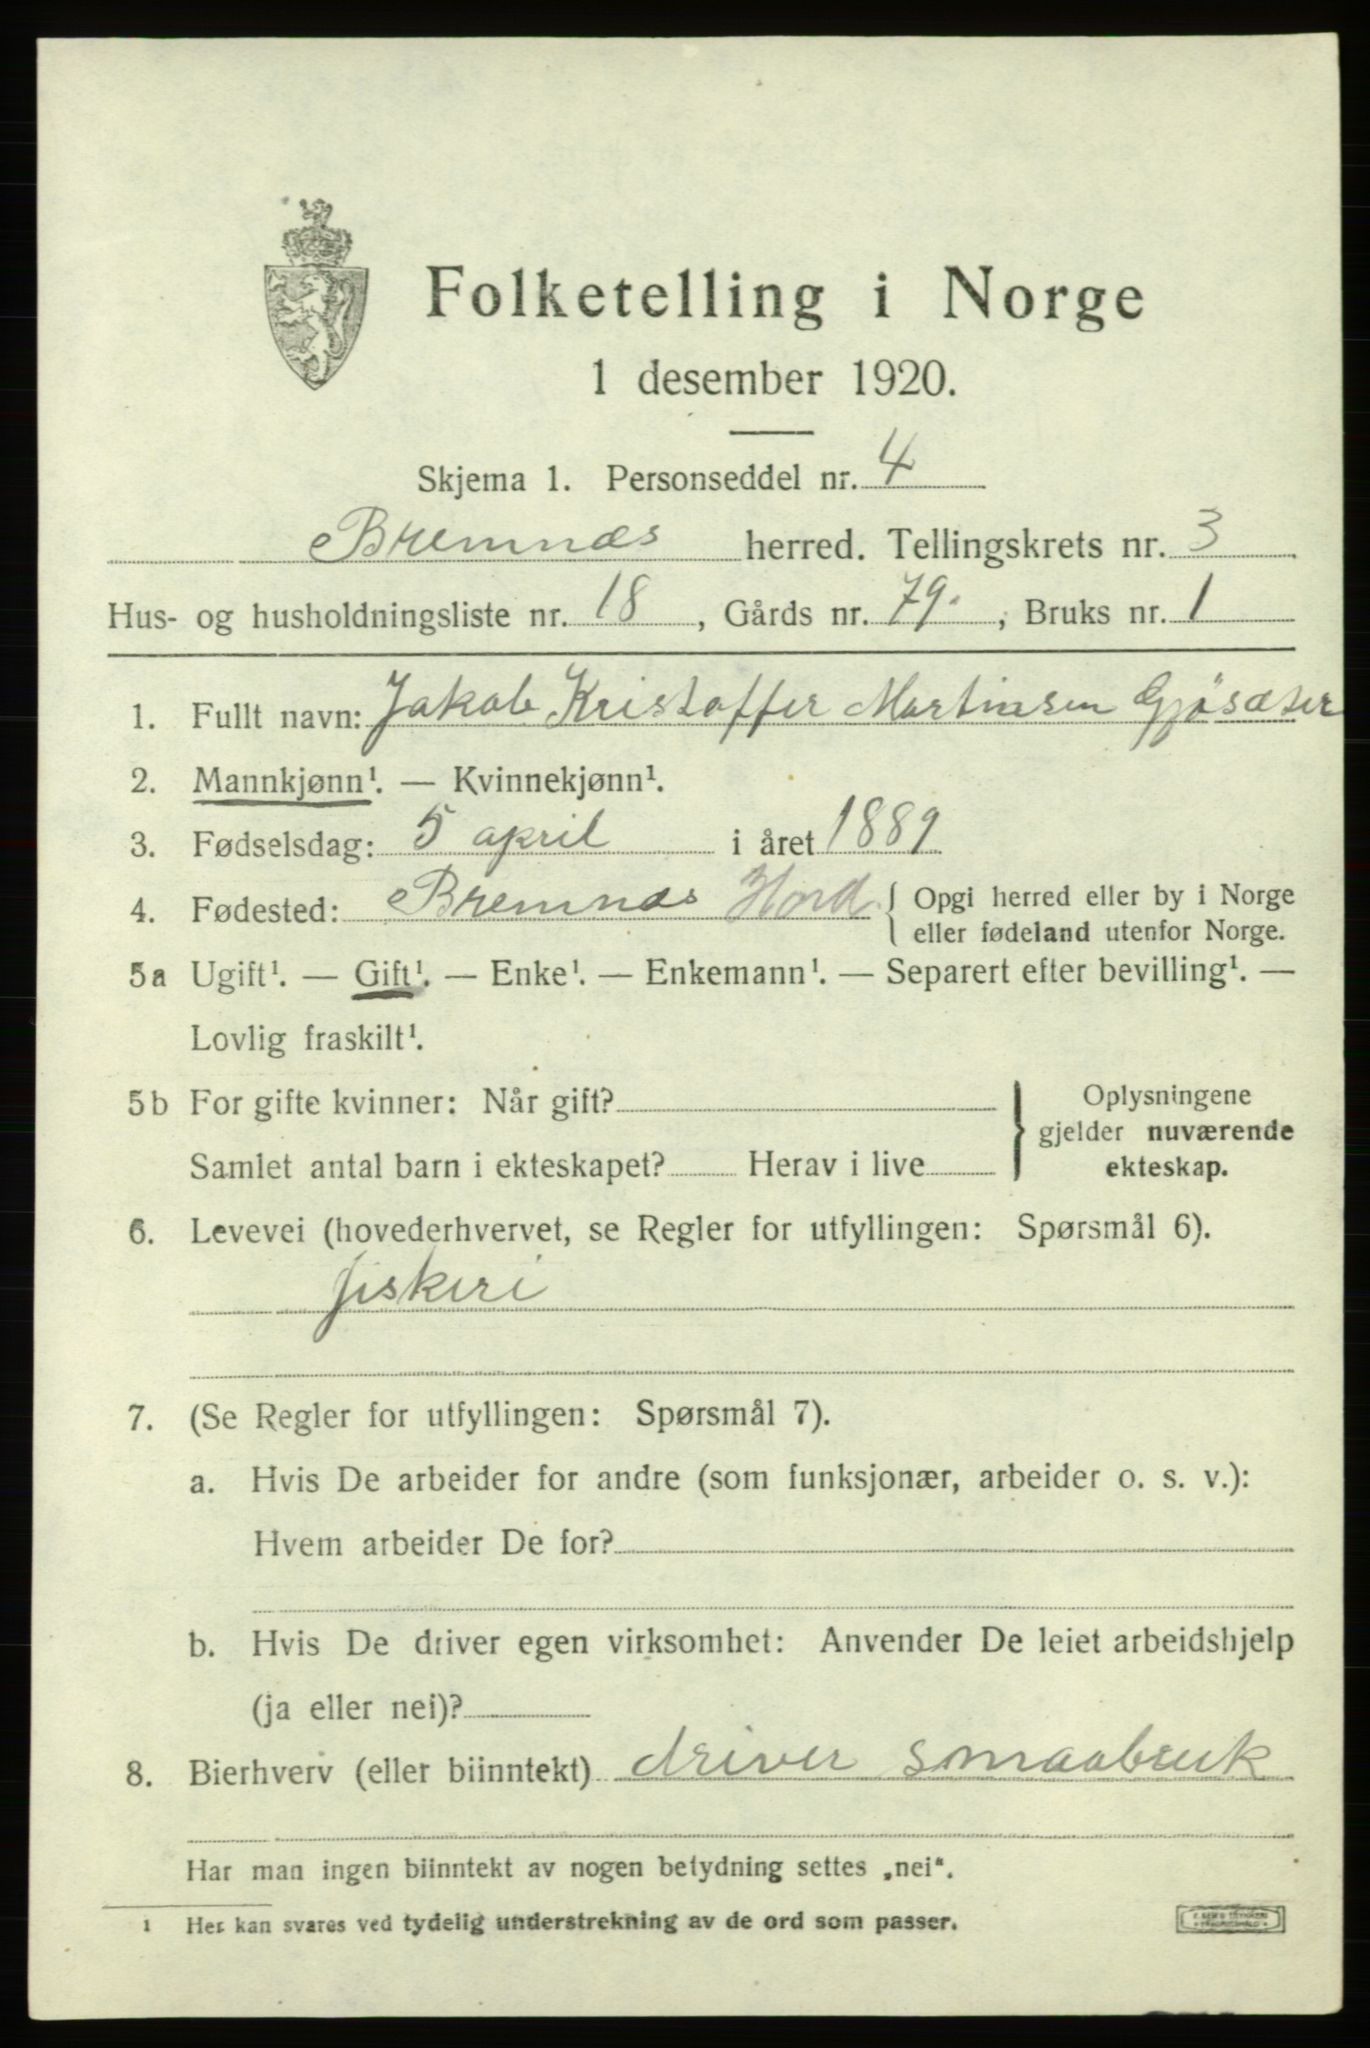 Folketelling i Norge
1 desember 1920.
Skjema 1. Personseddel nr. 4
Bremnæs herred. Tellingskrets nr. 3
Hus- og husholdningsliste nr. 18, Gårds nr. 79., Bruks nr. 1
1. Fullt navn: Jakob Kristoffer Martinsen Gjøsæter
2. Mannkjønn¹. — Kvinnekjønn¹.
3. Fødselsdag: 5 april i året 1889
4. Fødested: Bremnæs Hord { Opgi herred eller by i Norge
eller fødeland utenfor Norge.
5a Ugift¹. — Gift¹. — Enke¹. — Enkemann¹. — Separert efter bevilling¹. —
Lovlig fraskilt¹.
5b For gifte kvinner: Når gift?
Samlet antal barn i ekteskapet? Herav i live
} Oplysningene
gjelder nuværende
ekteskap.
6. Levevei (hovederhvervet, se Regler for utfyllingen: Spørsmål 6).
fiskeri
7. (Se Regler for utfyllingen: Spørsmål 7).
a. Hvis De arbeider for andre (som funksjonær, arbeider o. s. v.):
Hvem arbeider De for?
b. Hvis De driver egen virksomhet: Anvender De leiet arbeidshjelp
(ja eller nei)?
8. Bierhverv (eller biinntekt) driver smaabruk
Har man ingen biinntekt av nogen betydning settes „nei“.
1 Her kan svares ved tydelig understrekning av de ord som passer.